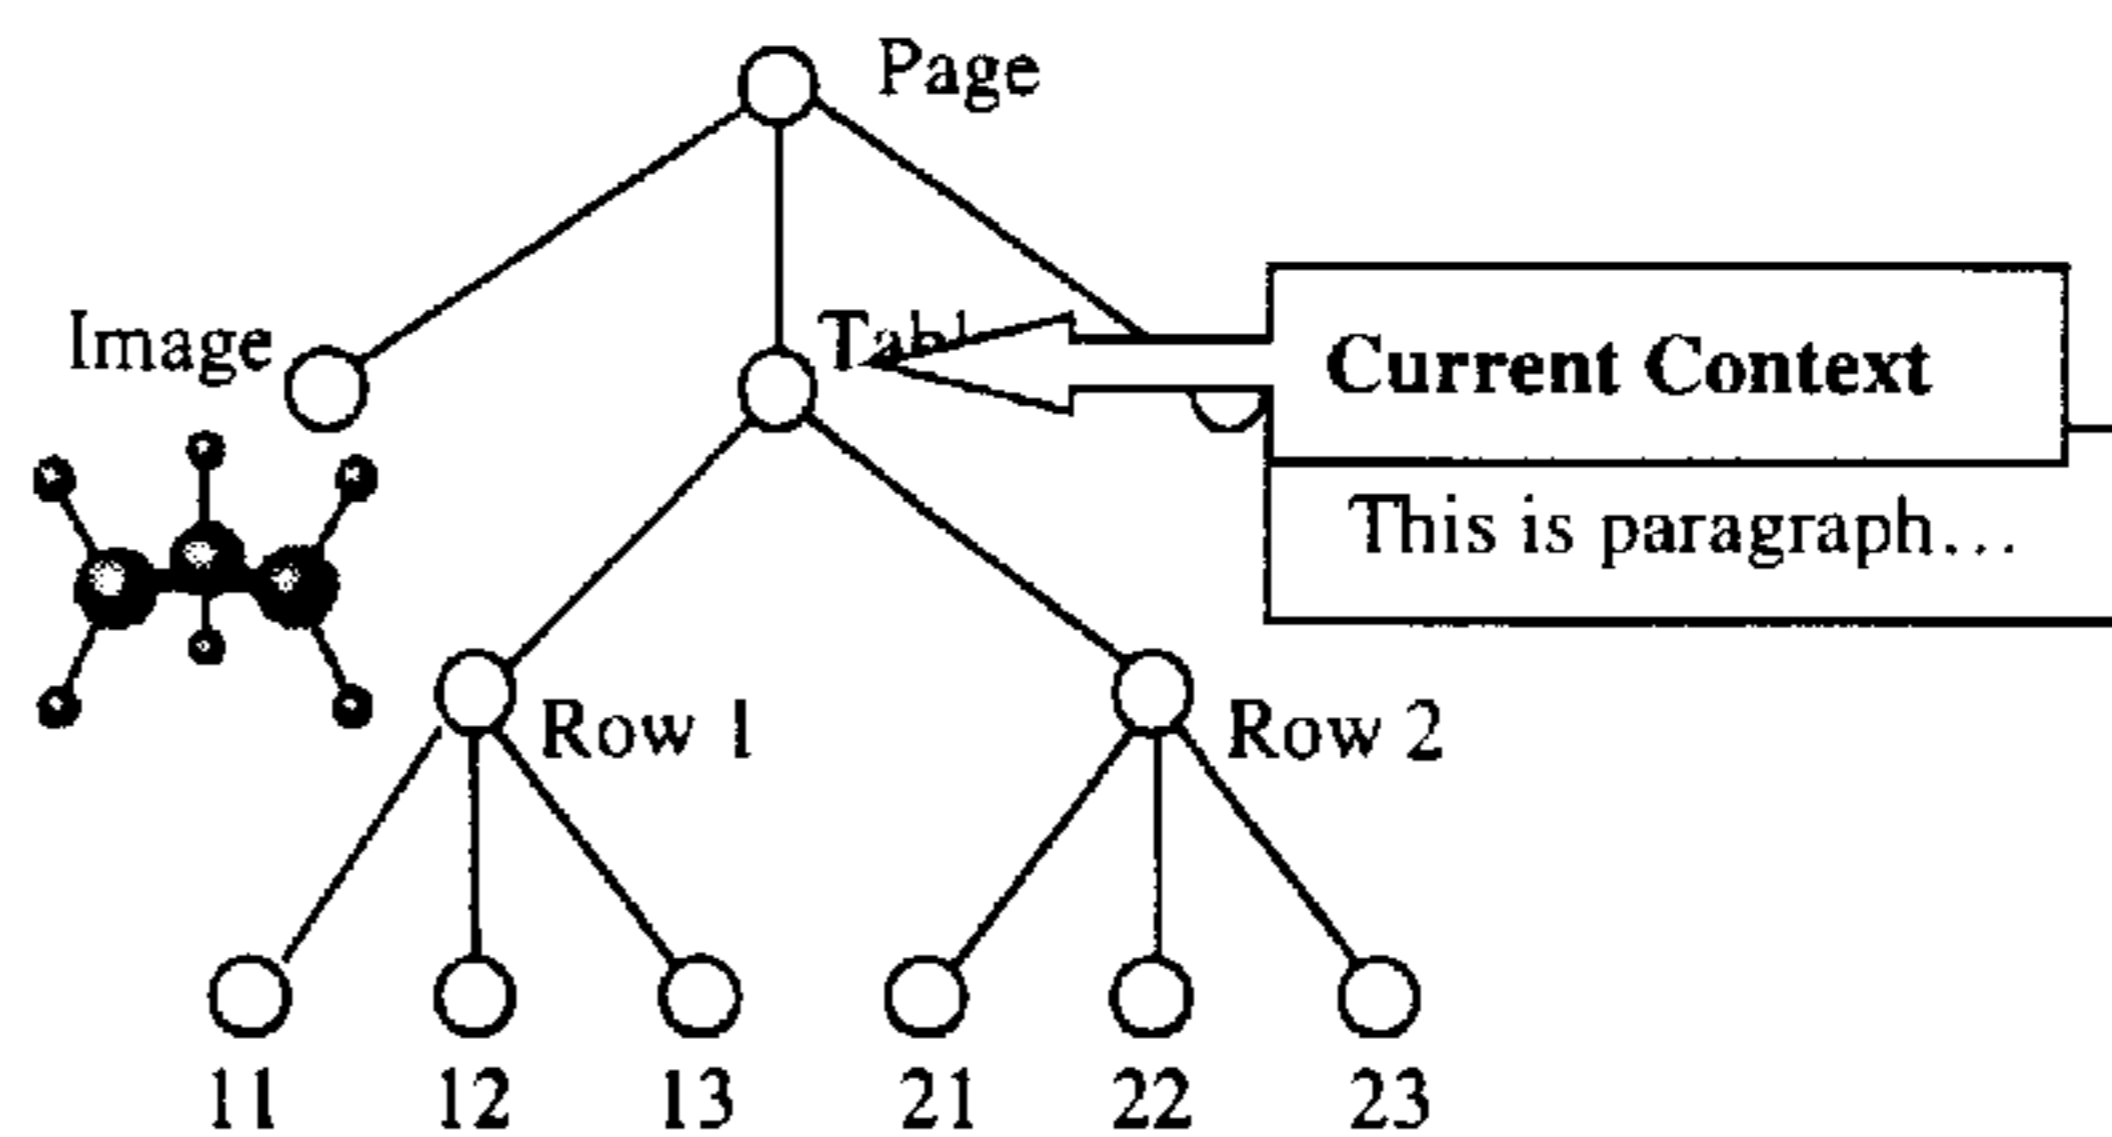 Page
Image
Current Context
This is paragraph...
Row 1
Row 2
11 12 13 21 22 23